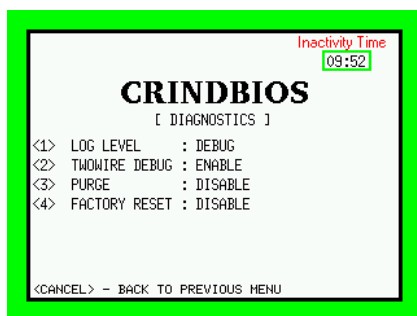 Inactivity Time
09:52
CRINDBIOS
[ DIAGNOSTICS ]
<1> LOG LEVEL : DEBUG
<2> TWOWIRE DEBUG : ENABLE
<3> PURGE : DISABLE
<4> FACTORY RESET : DISABLE
<CANCEL> - BACK TO PREVIOUS MENU